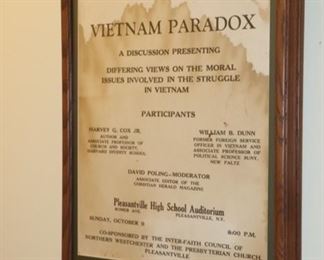 VIETNAM PARADOX
A DISCUSSION PRESENTING
DIFFERING VIEWS ON THE MORAL
ISSUES INVOLVED IN THE STRUGGLE
IN VIETNAM
PARTICIPANTS
HARVEY G. COX JR.
AUTHOR AND
ASSOCIATE PROFESSOR OF
CHURCH AND SOCIETY,
HARVARD DIVINITY SCHOOL
WILLIAM B. DUNN
FORMER FOREIGN SERVICE
OFFICER IN VIETNAM AND
ASSOCIATE PROFESSOR OF
POLITICAL SCIENCE SUNY,
NEW PALTZ
DAVID POLING-MODERATOR
ASSOCIATE EDITOR OF THE
CHRISTIAN HERALD MAGAZINE
Pleasantville High School Auditorium
ROMER AVE. PLEASANTVILLE, N.Y.
SUNDAY, OCTOBER 9 8:00 P.M.
CO-SPONSORED BY THE INTER-FAITH COUNCIL OF
NORTHERN WESTCHESTER AND THE PRESBYTERIAN CHURCH
PLEASANTVILLE